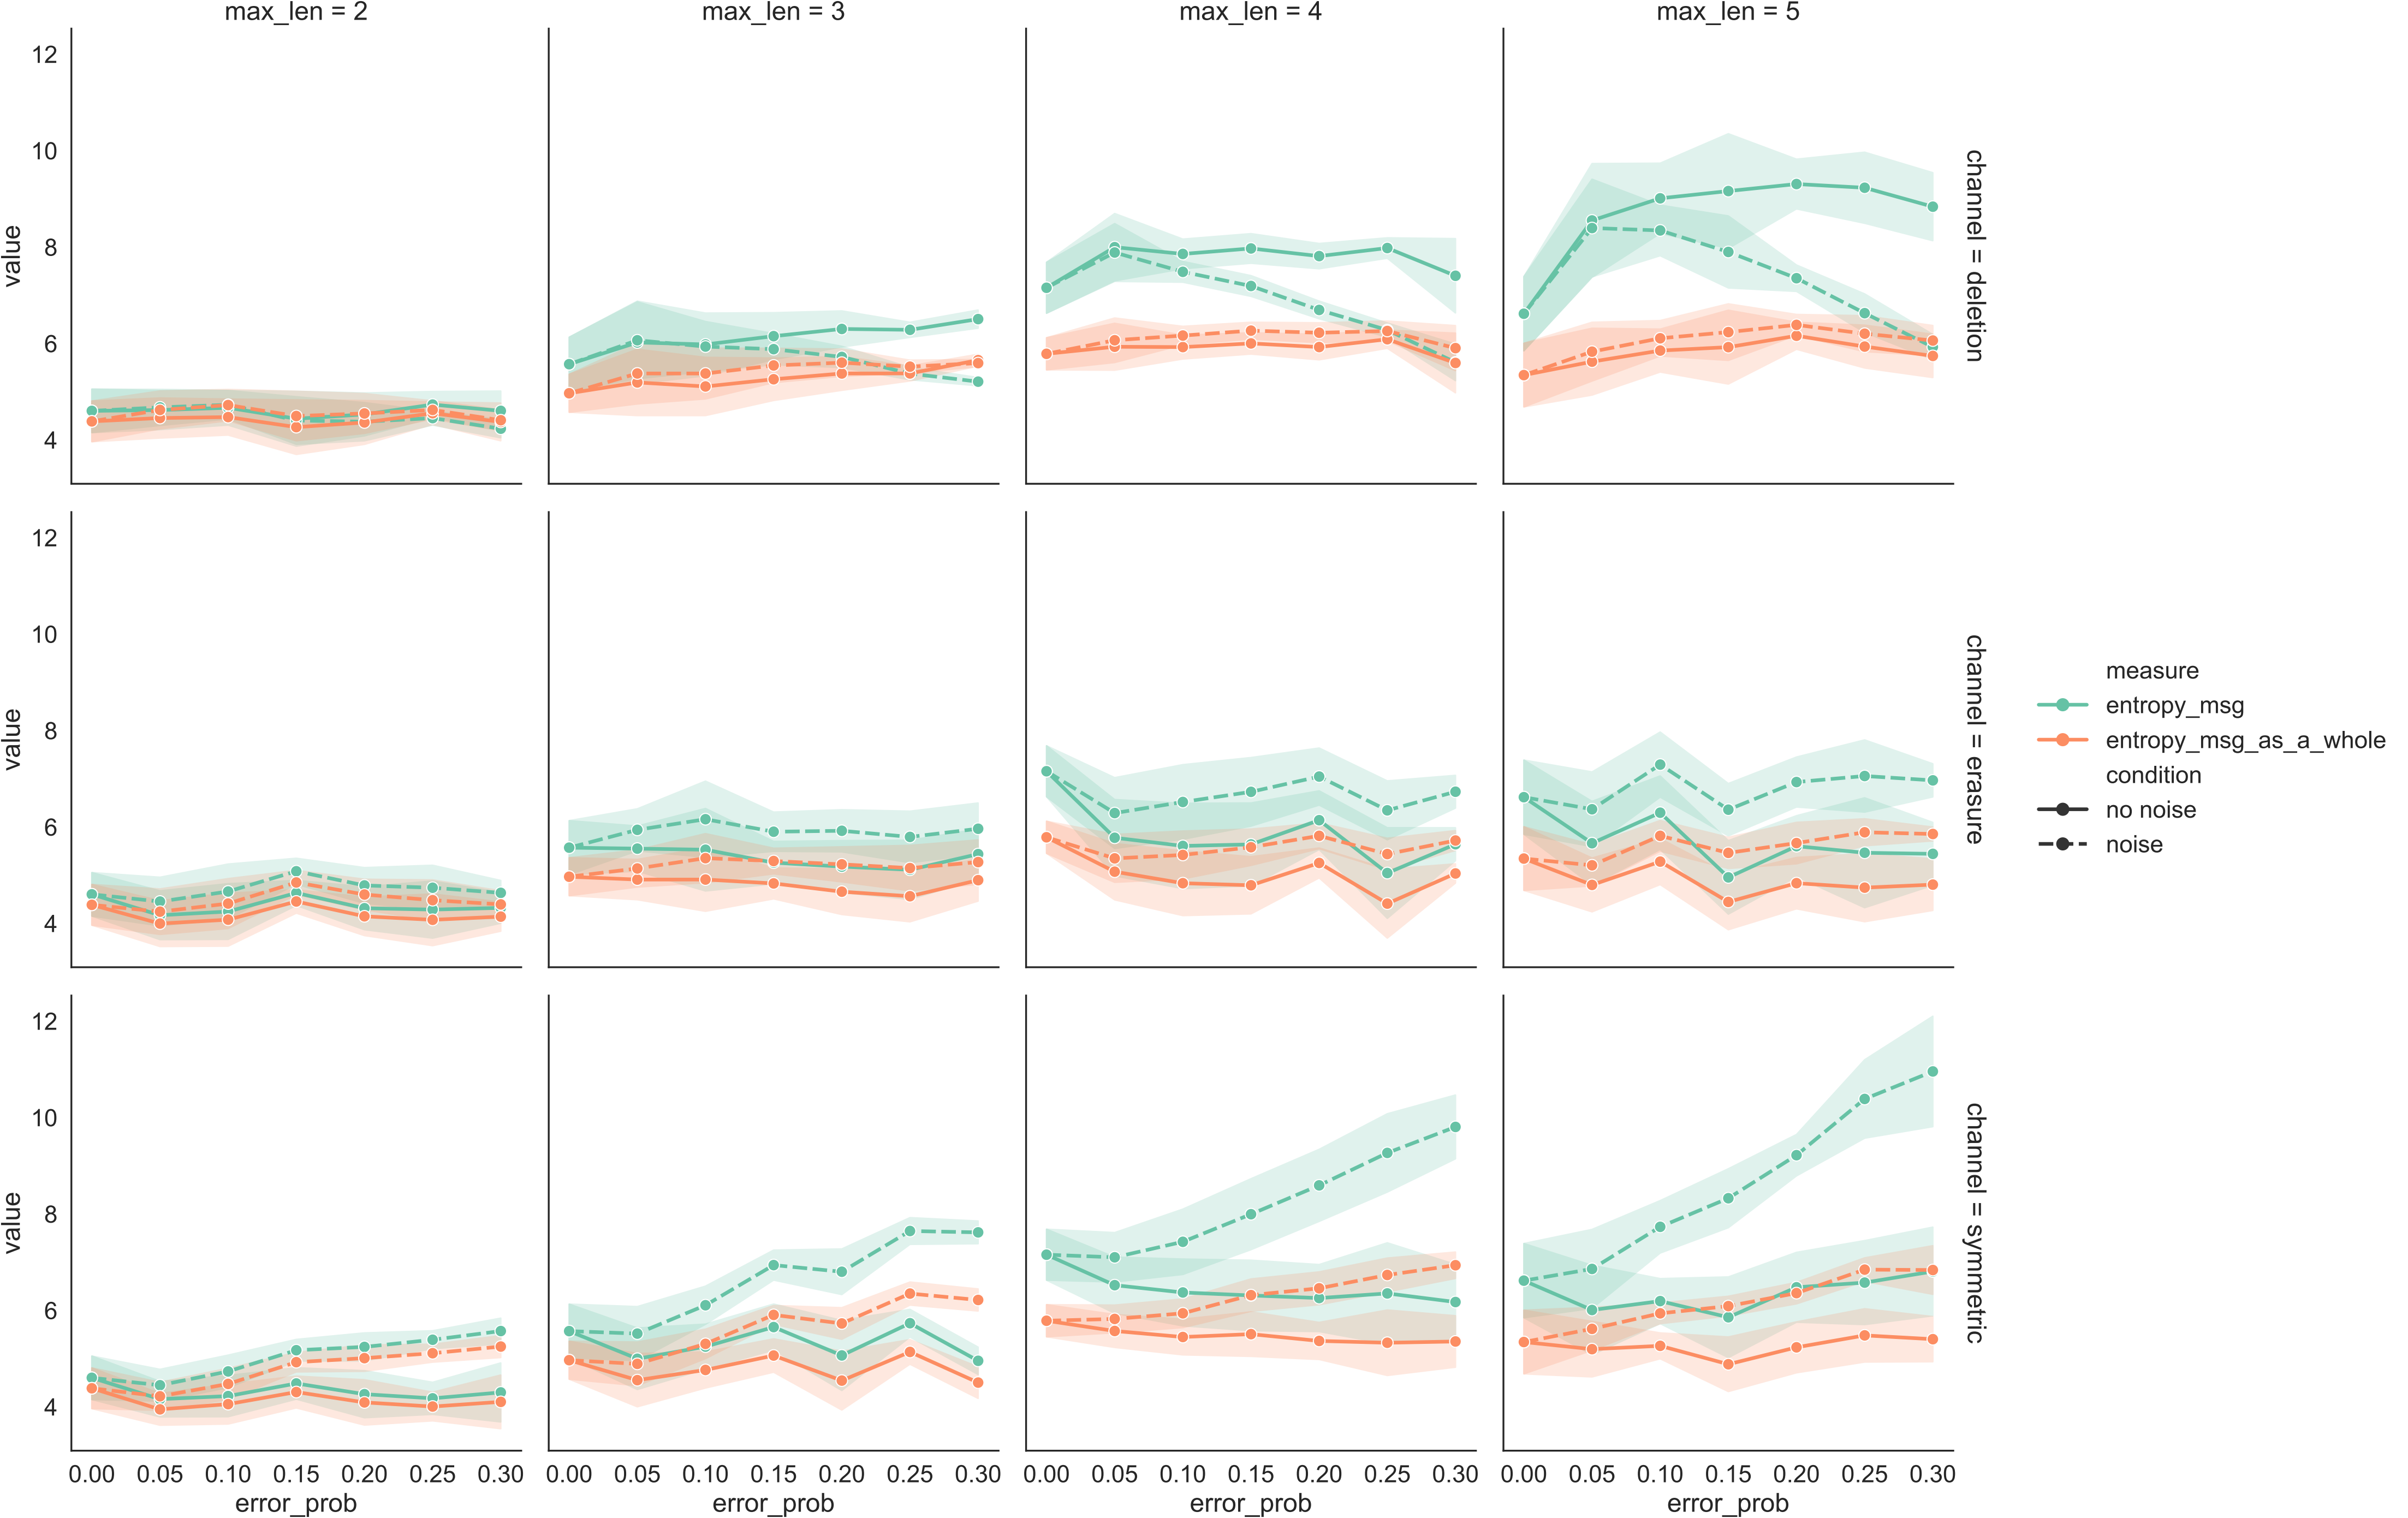 max_len = 2
max_len = 3
max_len = 4
max_len = 5
12
10
8
6
4
value
channel = deletion
12
10
8
6
4
value
channel = erasure
measure
entropy_msg
entropy_msg_as_a_whole
condition
no noise
noise
12
10
8
6
4
value
channel = symmetric
0.00 0.05 0.10 0.15 0.20 0.25 0.30
error_prob
0.00 0.05 0.10 0.15 0.20 0.25 0.30
error_prob
0.00 0.05 0.10 0.15 0.20 0.25 0.30
error_prob
0.00 0.05 0.10 0.15 0.20 0.25 0.30
error_prob